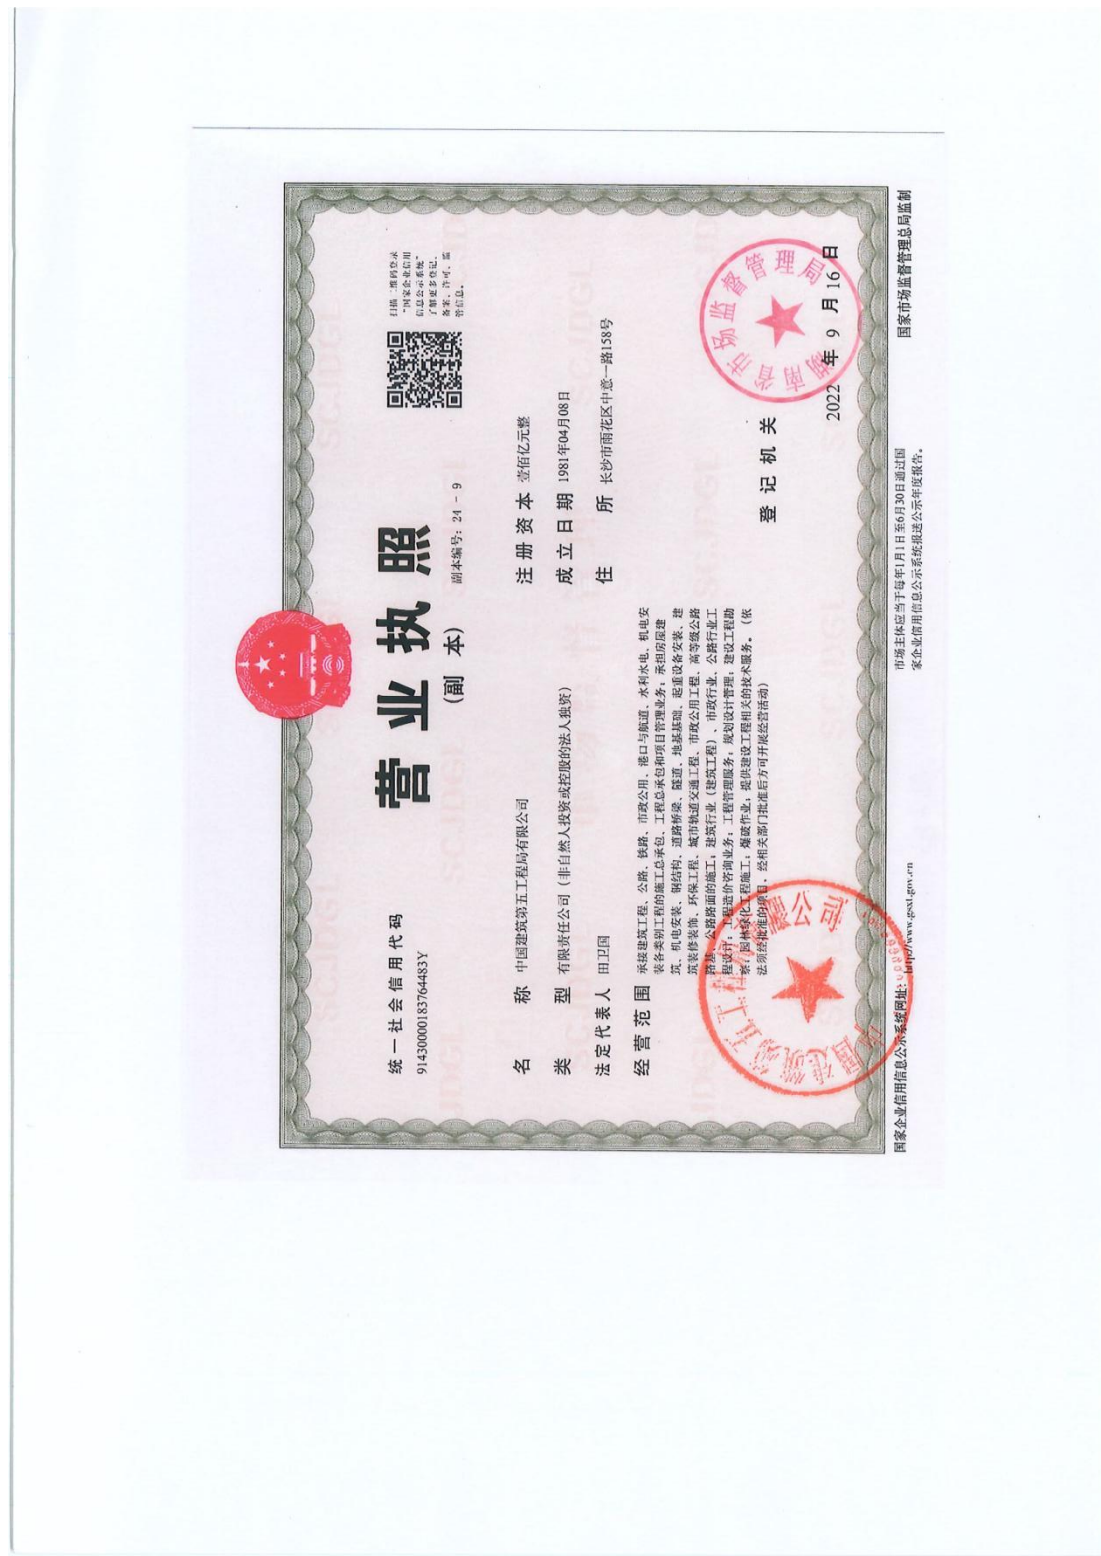 营业执照
（副 本）
副本编号：24－9
扫描二维码登录
“国家企业信用
信息公示系统”
了解更多登记、
备案、许可、监
管信息。
统一社会信用代码
91430000183764483Y
名 称 中国建筑第五工程局有限公司
类 型 有限责任公司（非自然人投资或控股的法人独资）
法定代表人 田卫国
经营范围 承接建筑工程、公路、铁路、市政公用、港口与航道、水利水电、机电安
装各类别工程的施工总承包、工程总承包和项目管理业务；承担房屋建
筑、机电安装、钢结构、道路桥梁、隧道、地基基础、起重设备安装、建
筑装修装饰、环保工程、城市轨道交通工程、市政公用工程、高等级公路
路基、公路路面的施工；建筑行业（建筑工程）、市政行业、公路行业工
程设计；工程造价咨询业务；工程管理服务；规划设计管理；建设工程勘
察；园林绿化工程施工；爆破作业；提供建设工程相关的技术服务。（依
法须经批准的项目，经相关部门批准后方可开展经营活动）
注册资本 壹佰亿元整
成立日期 1981年04月08日
住 所 长沙市雨花区中意一路158号
登记机关
湖南省市场监督管理局
2022 年 9 月 16 日
国家企业信用信息公示系统网址：http://www.gsxt.gov.cn
市场主体应当于每年1月1日至6月30日通过国
家企业信用信息公示系统报送公示年度报告。
国家市场监督管理总局监制